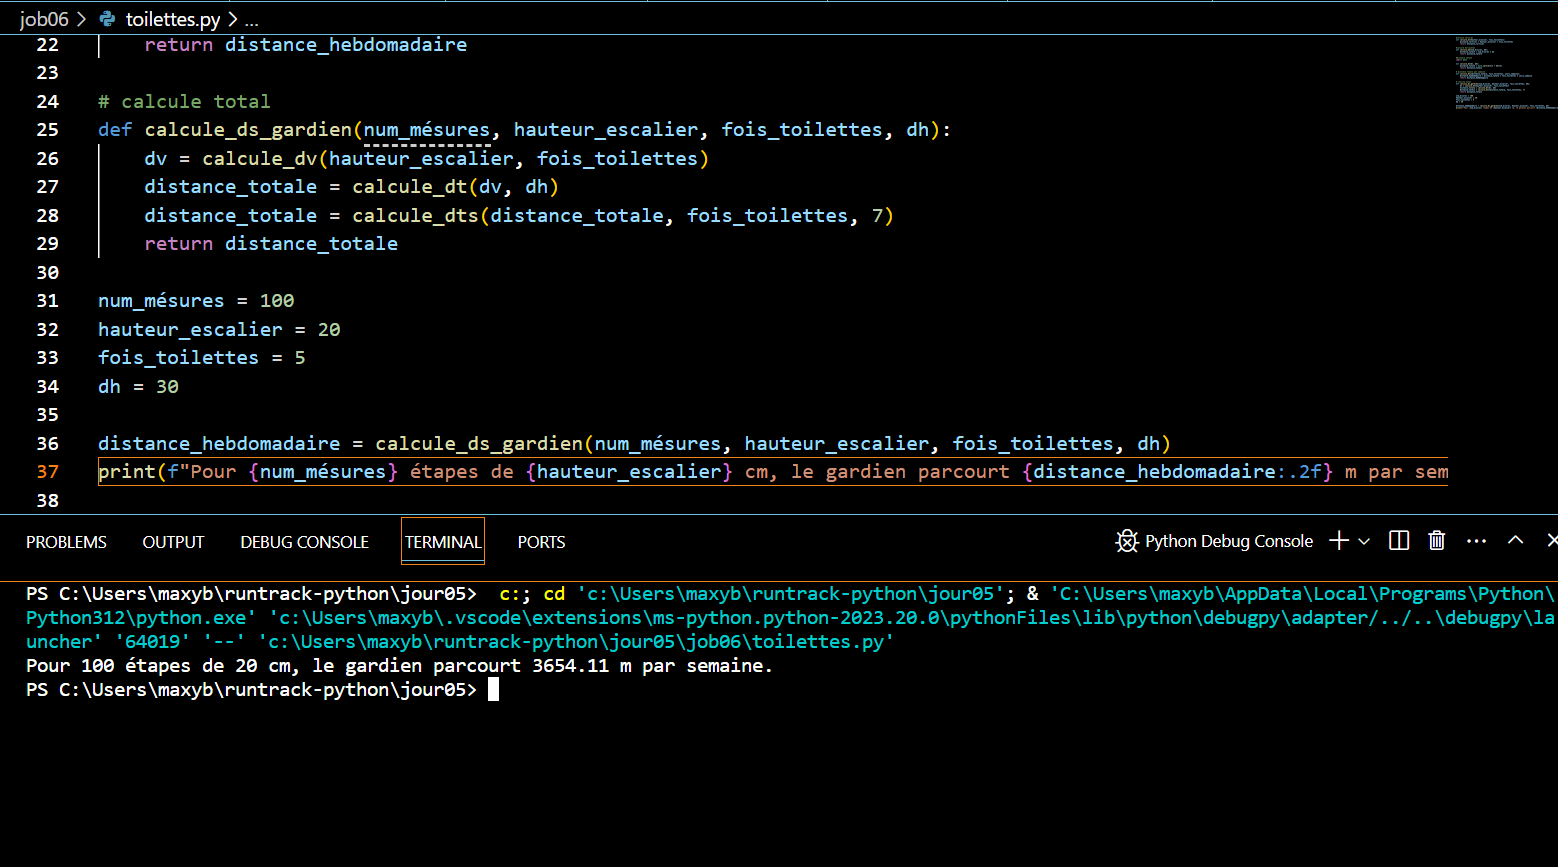 job06 > toilettes.py > ...
22 return distance_hebdomadaire
23
24 # calcule total
25 def calcule_ds_gardien(num_mésures, hauteur_escalier, fois_toilettes, dh):
26 dv = calcule_dv(hauteur_escalier, fois_toilettes)
27 distance_totale = calcule_dt(dv, dh)
28 distance_totale = calcule_dts(distance_totale, fois_toilettes, 7)
29 return distance_totale
30
31 num_mésures = 100
32 hauteur_escalier = 20
33 fois_toilettes = 5
34 dh = 30
35
36 distance_hebdomadaire = calcule_ds_gardien(num_mésures, hauteur_escalier, fois_toilettes, dh)
37 print(f"Pour {num_mésures} étapes de {hauteur_escalier} cm, le gardien parcourt {distance_hebdomadaire:.2f} m par sem
38
PROBLEMS OUTPUT DEBUG CONSOLE TERMINAL PORTS Python Debug Console
PS C:\Users\maxyb\runtrack-python\jour05> c:; cd 'c:\Users\maxyb\runtrack-python\jour05'; & 'C:\Users\maxyb\AppData\Local\Programs\Python\
Python312\python.exe' 'c:\Users\maxyb\.vscode\extensions\ms-python.python-2023.20.0\pythonFiles\lib\python\debugpy\adapter/../..\debugpy\la
uncher' '64019' '--' 'c:\Users\maxyb\runtrack-python\jour05\job06\toilettes.py'
Pour 100 étapes de 20 cm, le gardien parcourt 3654.11 m par semaine.
PS C:\Users\maxyb\runtrack-python\jour05>